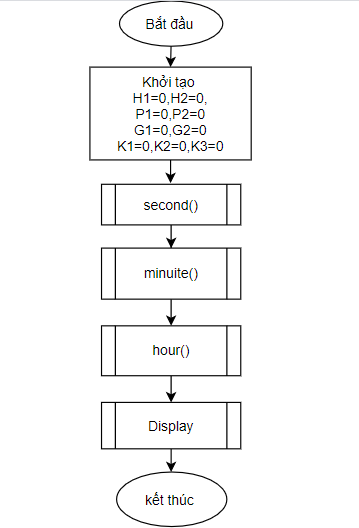 Bắt đầu
Khởi tạo
H1=0,H2=0,
P1=0,P2=0
G1=0,G2=0
K1=0,K2=0,K3=0
second()
minuite()
hour()
Display
kết thúc